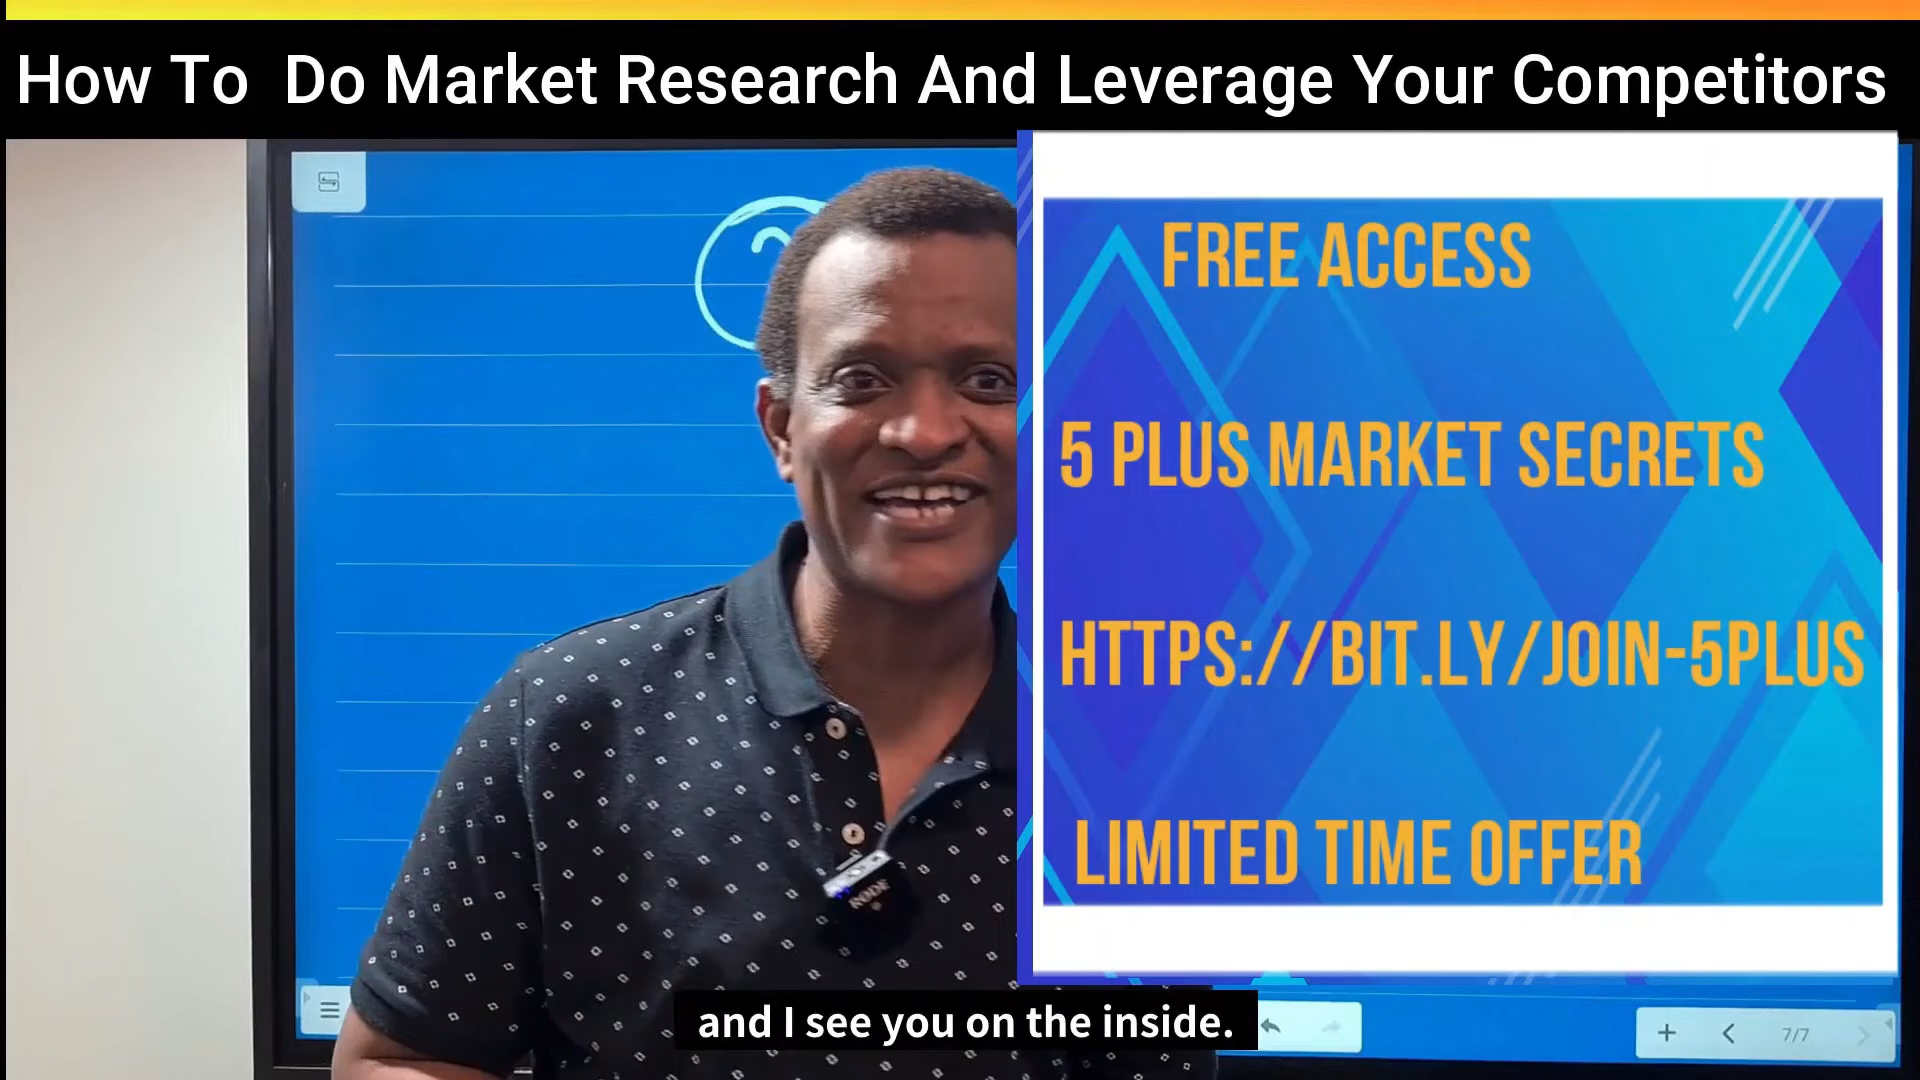 How To Do Market Research And Leverage Your Competitors
FREE ACCESS
5 PLUS MARKET SECRETS
HTTPS://BIT.LY/JOIN-5PLUS
LIMITED TIME OFFER
RODE
and I see you on the inside.
7/7